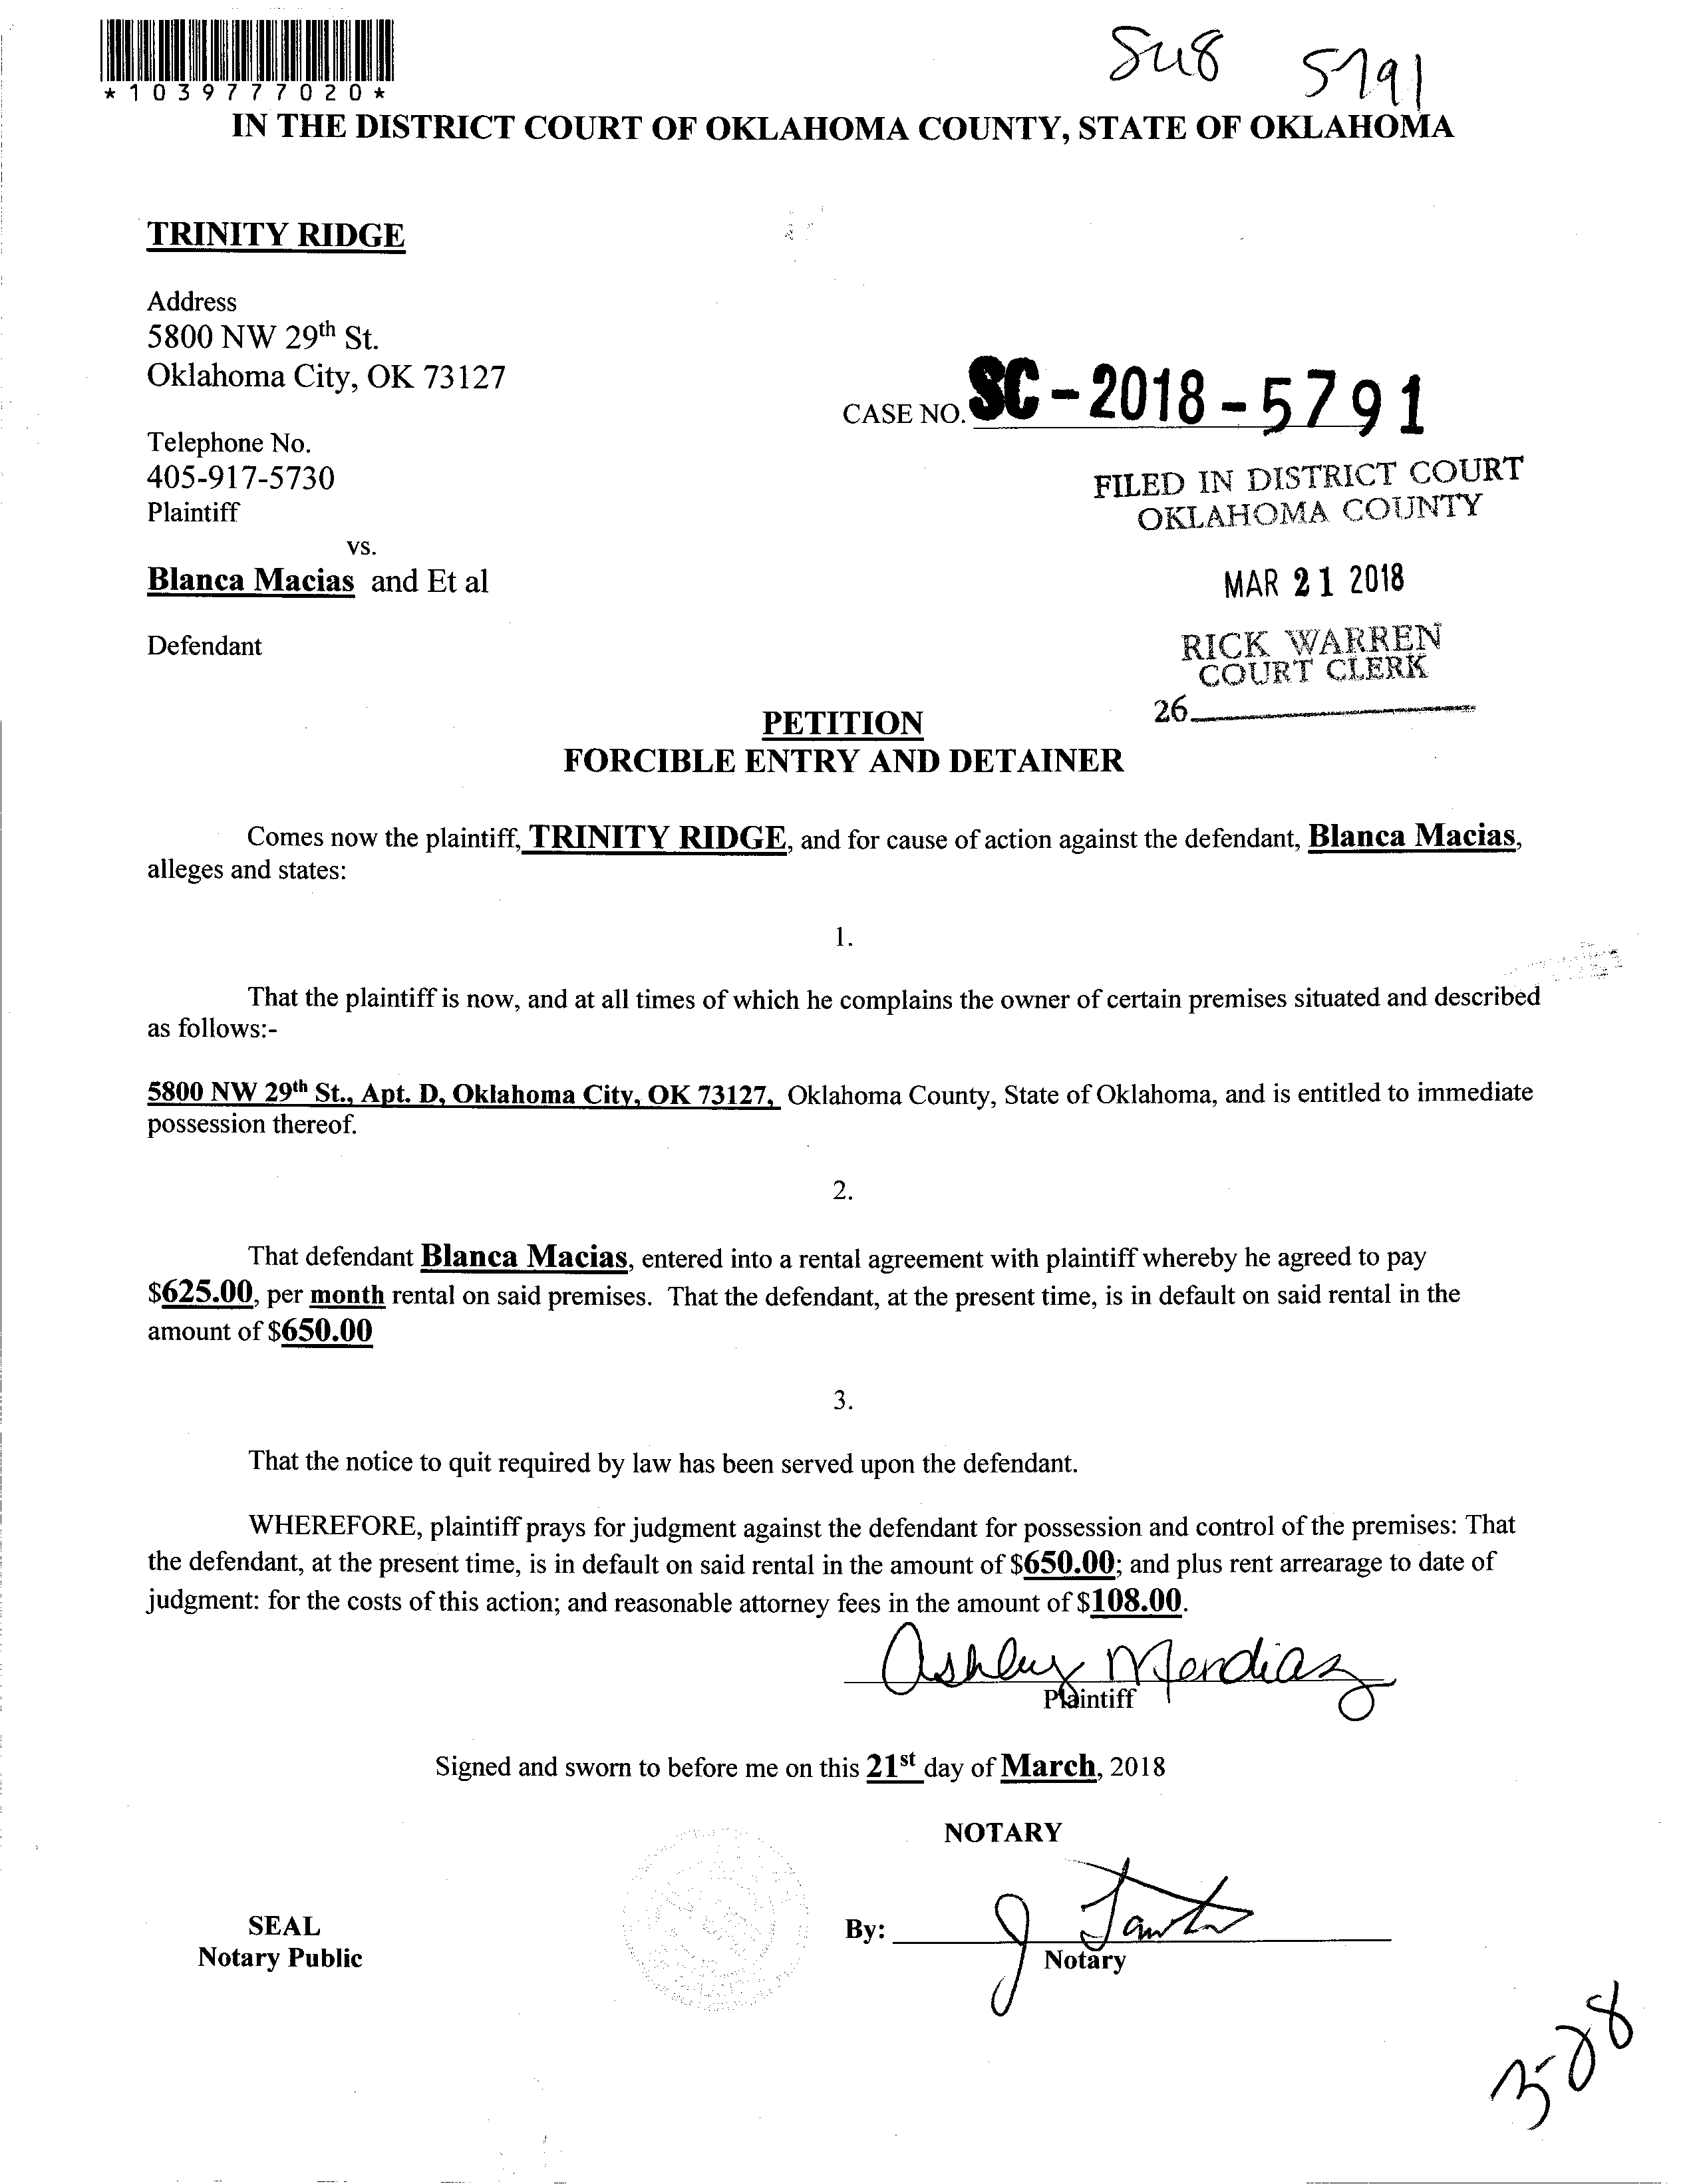 Su8 5791
*1039777020*
IN THE DISTRICT COURT OF OKLAHOMA COUNTY, STATE OF OKLAHOMA
TRINITY RIDGE
Address
5800 NW 29th St.
Oklahoma City, OK 73127
CASE NO. SC-2018-5791
Telephone No.
405-917-5730
Plaintiff
FILED IN DISTRICT COURT
OKLAHOMA COUNTY
vs.
Blanca Macias and Et al
MAR 21 2018
Defendant
RICK WARREN
COURT CLERK
26
PETITION
FORCIBLE ENTRY AND DETAINER
Comes now the plaintiff, TRINITY RIDGE, and for cause of action against the defendant, Blanca Macias,
alleges and states:
1.
That the plaintiff is now, and at all times of which he complains the owner of certain premises situated and described
as follows:-
5800 NW 29th St., Apt. D, Oklahoma City, OK 73127, Oklahoma County, State of Oklahoma, and is entitled to immediate
possession thereof.
2.
That defendant Blanca Macias, entered into a rental agreement with plaintiff whereby he agreed to pay
$625.00, per month rental on said premises. That the defendant, at the present time, is in default on said rental in the
amount of $650.00
3.
That the notice to quit required by law has been served upon the defendant.
WHEREFORE, plaintiff prays for judgment against the defendant for possession and control of the premises: That
the defendant, at the present time, is in default on said rental in the amount of $650.00; and plus rent arrearage to date of
judgment: for the costs of this action; and reasonable attorney fees in the amount of $108.00.
Ashley Mendiaz
Plaintiff
Signed and sworn to before me on this 21st day of March, 2018
NOTARY
SEAL
Notary Public
By:
Notary
3-28